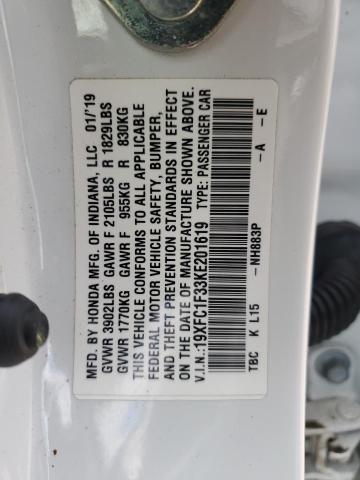 MFD. BY HONDA MFG. OF INDIANA, LLC 01/'19
GVWR 3902LBS GAWR F 2105LBS R 1829LBS
GVWR 1770KG GAWR F 955KG R 830KG
THIS VEHICLE CONFORMS TO ALL APPLICABLE
FEDERAL MOTOR VEHICLE SAFETY, BUMPER,
AND THEFT PREVENTION STANDARDS IN EFFECT
ON THE DATE OF MANUFACTURE SHOWN ABOVE.
V.I.N.:19XFC1F33KE201619 TYPE: PASSENGER CAR
TBC K L15 -NH883P -A -E